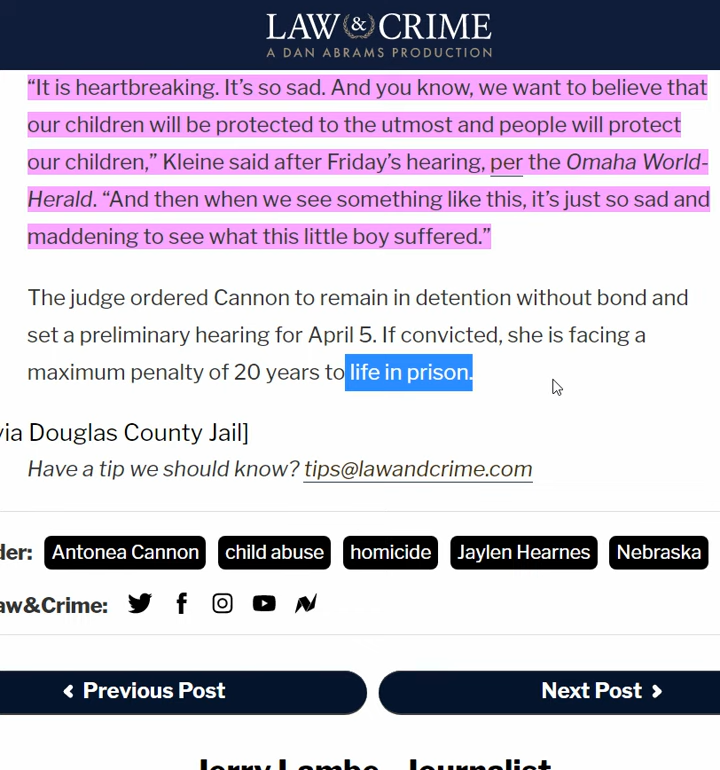 LAW & CRIME
A DAN ABRAMS PRODUCTION
“It is heartbreaking. It’s so sad. And you know, we want to believe that
our children will be protected to the utmost and people will protect
our children,” Kleine said after Friday’s hearing, per the Omaha World-
Herald. “And then when we see something like this, it’s just so sad and
maddening to see what this little boy suffered.”
The judge ordered Cannon to remain in detention without bond and
set a preliminary hearing for April 5. If convicted, she is facing a
maximum penalty of 20 years to life in prison.
via Douglas County Jail]
Have a tip we should know? tips@lawandcrime.com
der: Antonea Cannon child abuse homicide Jaylen Hearnes Nebraska
aw&Crime:
Previous Post Next Post
Jerry Lambe Journalist